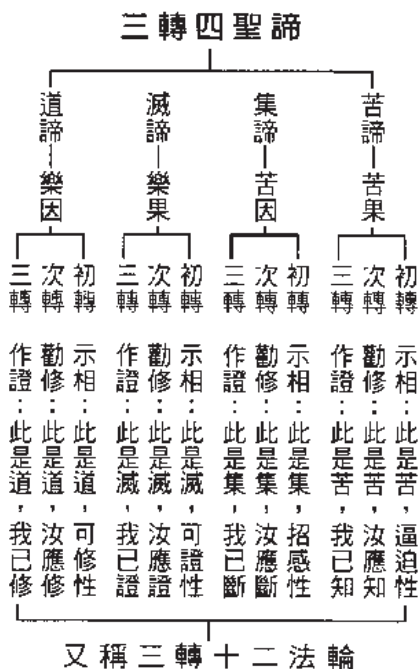 三轉四聖諦
苦諦─苦果
初轉 示相：此是苦，逼迫性
次轉 勸修：此是苦，汝應知
三轉 作證：此是苦，我已知
集諦─苦因
初轉 示相：此是集，招感性
次轉 勸修：此是集，汝應斷
三轉 作證：此是集，我已斷
滅諦─樂果
初轉 示相：此是滅，可證性
次轉 勸修：此是滅，汝應證
三轉 作證：此是滅，我已證
道諦─樂因
初轉 示相：此是道，可修性
次轉 勸修：此是道，汝應修
三轉 作證：此是道，我已修
又稱三轉十二法輪